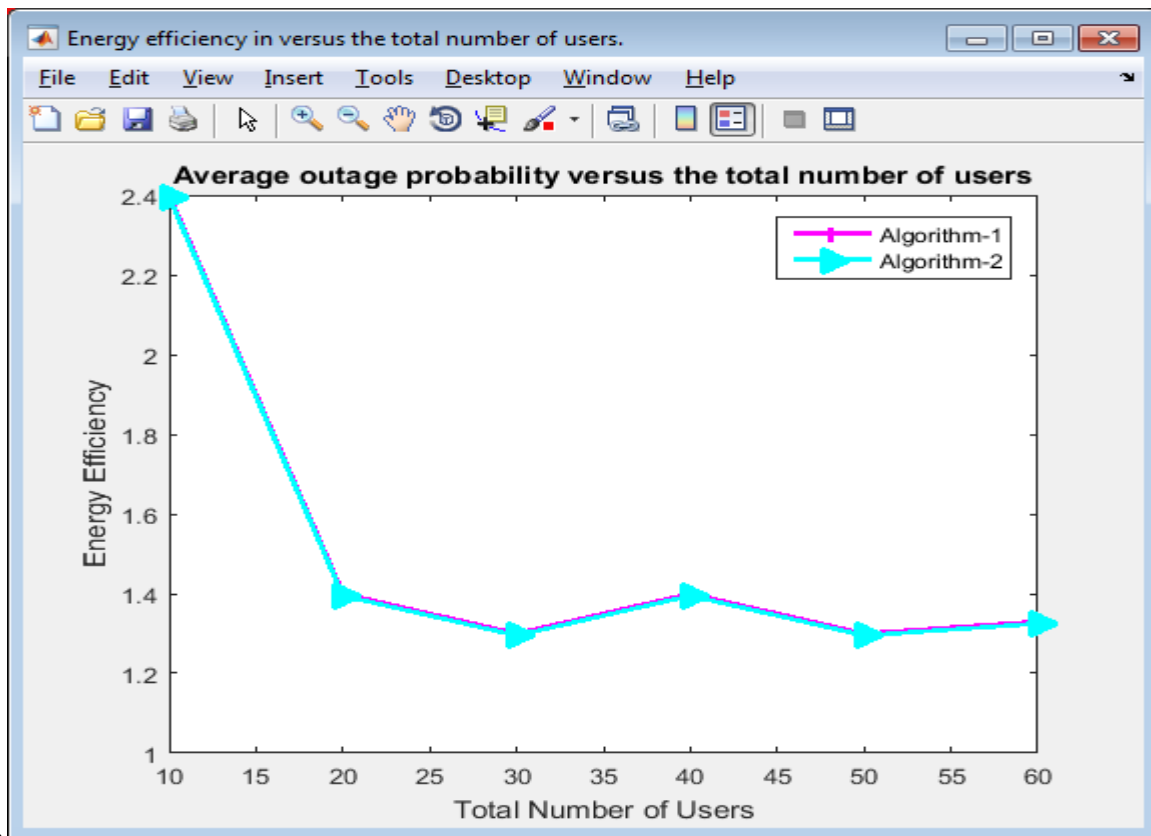 Energy efficiency in versus the total number of users.
File Edit View Insert Tools Desktop Window Help
Average outage probability versus the total number of users
Algorithm-1
Algorithm-2
2.4
2.2
2
1.8
1.6
1.4
1.2
1
Energy Efficiency
10 15 20 25 30 35 40 45 50 55 60
Total Number of Users